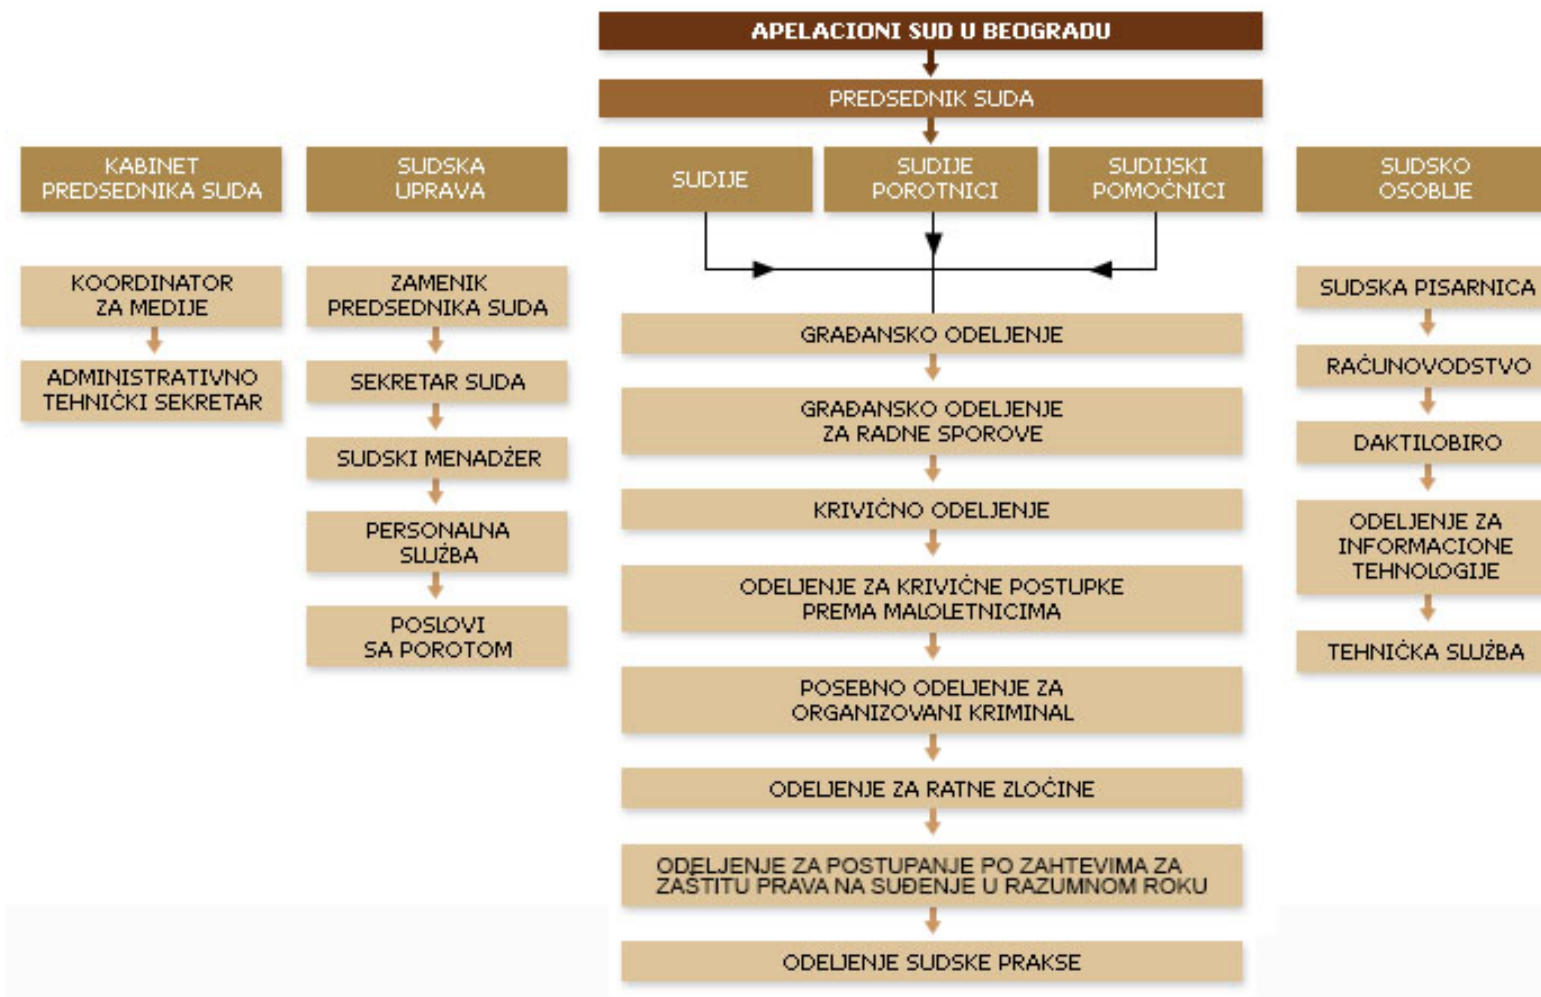 APELACIONI SUD U BEOGRADU
PREDSEDNIK SUDA
KABINET
PREDSEDNIKA SUDA
KOORDINATOR
ZA MEDIJE
ADMINISTRATIVNO
TEHNIČKI SEKRETAR
SUDSKA
UPRAVA
ZAMENIK
PREDSEDNIKA SUDA
SEKRETAR SUDA
SUDSKI MENADŽER
PERSONALNA
SLUŽBA
POSLOVI
SA POROTOM
SUDIJE
SUDIJE
POROTNICI
SUDIJSKI
POMOĆNICI
GRAĐANSKO ODELJENJE
GRAĐANSKO ODELJENJE
ZA RADNE SPOROVE
KRIVIČNO ODELJENJE
ODELJENJE ZA KRIVIČNE POSTUPKE
PREMA MALOLETNICIMA
POSEBNO ODELJENJE ZA
ORGANIZOVANI KRIMINAL
ODELJENJE ZA RATNE ZLOČINE
ODELJENJE ZA POSTUPANJE PO ZAHTEVIMA ZA
ZAŠTITU PRAVA NA SUĐENJE U RAZUMNOM ROKU
ODELJENJE SUDSKE PRAKSE
SUDSKO
OSOBLJE
SUDSKA PISARNICA
RAČUNOVODSTVO
DAKTILOBIRO
ODELJENJE ZA
INFORMACIONE
TEHNOLOGIJE
TEHNIČKA SLUŽBA